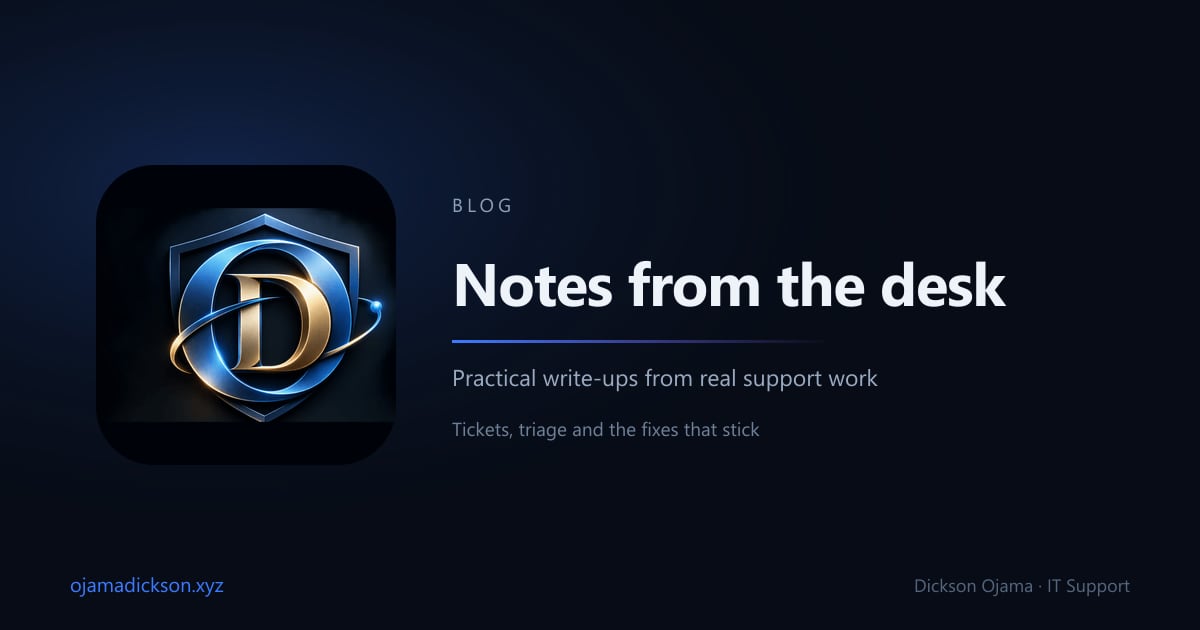 BLOG
Notes from the desk
Practical write-ups from real support work
Tickets, triage and the fixes that stick
ojamadickson.xyz
Dickson Ojama · IT Support